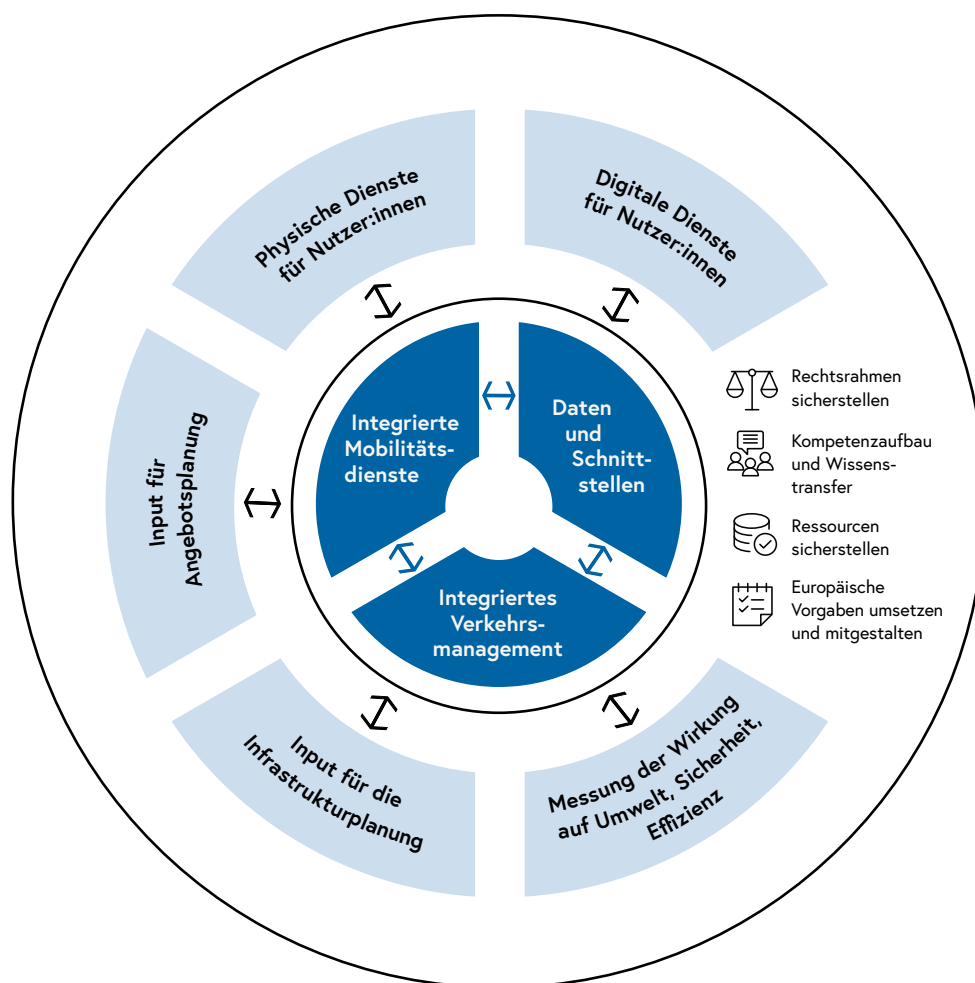 Physische Dienste
für Nutzer:innen
Digitale Dienste
für Nutzer:innen
Integrierte
Mobilitäts-
dienste
Daten
und
Schnitt-
stellen
Integriertes
Verkehrs-
management
Input für
Angebotsplanung
Rechtsrahmen
sicherstellen
Kompetenzaufbau
und Wissens-
transfer
Ressourcen
sicherstellen
Europäische
Vorgaben umsetzen
und mitgestalten
Input für die
Infrastrukturplanung
Messung der Wirkung
auf Umwelt, Sicherheit,
Effizienz